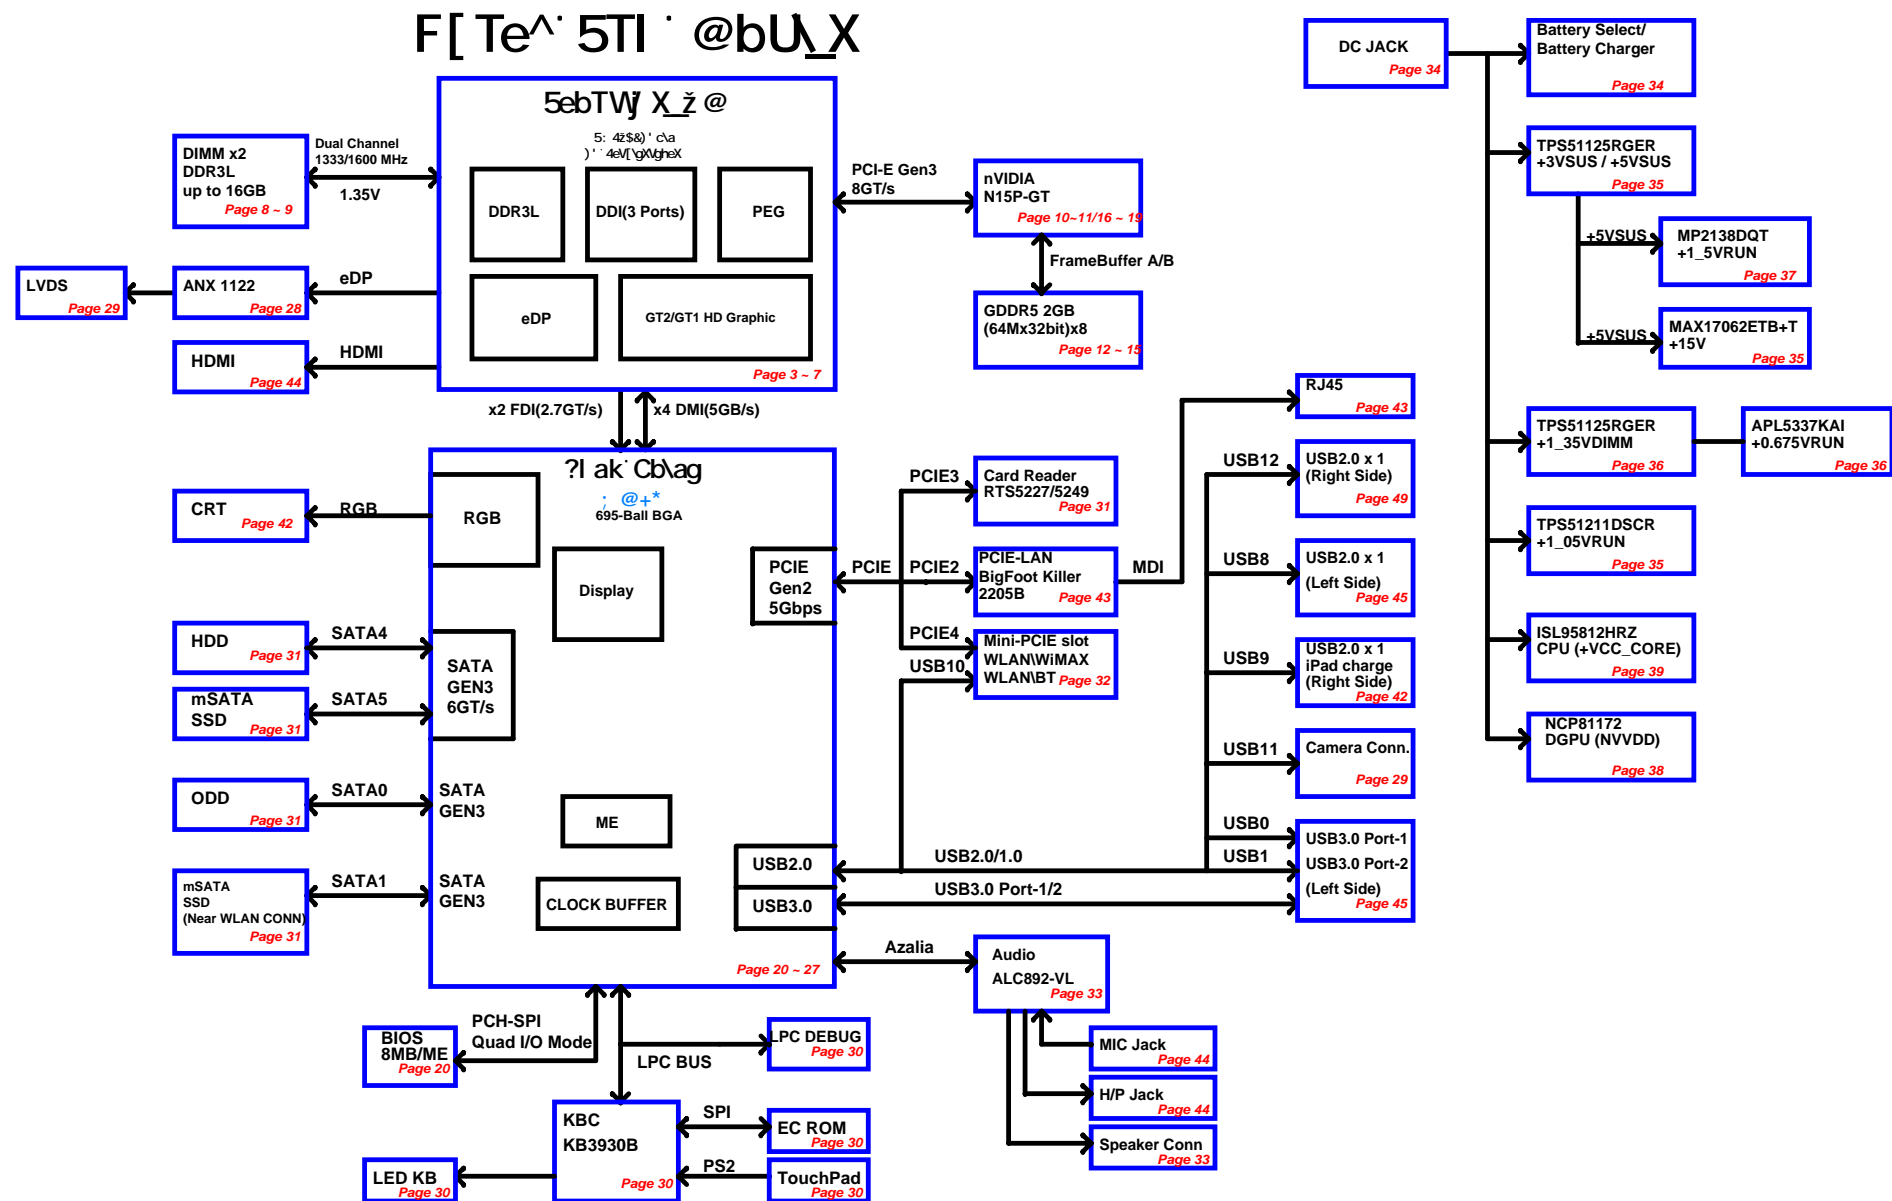 F[ Te^˙ 5TI ˙ @bU\_X
5ebTWj/ X_ž @
DDR3L
DDI(3 Ports)
PEG
eDP
GT2/GT1 HD Graphic
Page 3 ~ 7
DIMM x2
DDR3L
up to 16GB
Page 8 ~ 9
Dual Channel
1333/1600 MHz
1.35V
LVDS
Page 29
ANX 1122
Page 28
eDP
HDMI
Page 44
HDMI
PCI-E Gen3
8GT/s
nVIDIA
N15P-GT
Page 10~11/16 ~ 19
FrameBuffer A/B
GDDR5 2GB
(64Mx32bit)x8
Page 12 ~ 15
x2 FDI(2.7GT/s)
x4 DMI(5GB/s)
?I ak˙ Cb\ag
; @+*
695-Ball BGA
RGB
Display
PCIE
Gen2
5Gbps
SATA
GEN3
6GT/s
SATA
GEN3
SATA
GEN3
ME
CLOCK BUFFER
USB2.0
USB3.0
Page 20 ~ 27
CRT
Page 42
RGB
HDD
Page 31
SATA4
mSATA
SSD
Page 31
SATA5
ODD
Page 31
SATA0
mSATA
SSD
(Near WLAN CONN)
Page 31
SATA1
PCIE
PCIE3
Card Reader
RTS5227/5249
Page 31
PCIE2
PCIE-LAN
BigFoot Killer
2205B
Page 43
MDI
PCIE4
USB10
Mini-PCIE slot
WLAN\WiMAX
WLAN\BT
Page 32
RJ45
Page 43
USB12
USB2.0 x 1
(Right Side)
Page 49
USB8
USB2.0 x 1
(Left Side)
Page 45
USB9
USB2.0 x 1
iPad charge
(Right Side)
Page 42
USB11
Camera Conn.
Page 29
USB0
USB1
USB3.0 Port-1
USB3.0 Port-2
(Left Side)
Page 45
USB2.0/1.0
USB3.0 Port-1/2
Azalia
Audio
ALC892-VL
Page 33
MIC Jack
Page 44
H/P Jack
Page 44
Speaker Conn
Page 33
BIOS
8MB/ME
Page 20
PCH-SPI
Quad I/O Mode
LPC BUS
LPC DEBUG
Page 30
KBC
KB3930B
Page 30
SPI
EC ROM
Page 30
PS2
TouchPad
Page 30
LED KB
Page 30
DC JACK
Page 34
Battery Select/
Battery Charger
Page 34
TPS51125RGER
+3VSUS / +5VSUS
Page 35
+5VSUS
MP2138DQT
+1_5VRUN
Page 37
+5VSUS
MAX17062ETB+T
+15V
Page 35
TPS51125RGER
+1_35VDIMM
Page 36
APL5337KAI
+0.675VRUN
Page 36
TPS51211DSCR
+1_05VRUN
Page 35
ISL95812HRZ
CPU (+VCC_CORE)
Page 39
NCP81172
DGPU (NVVDD)
Page 38